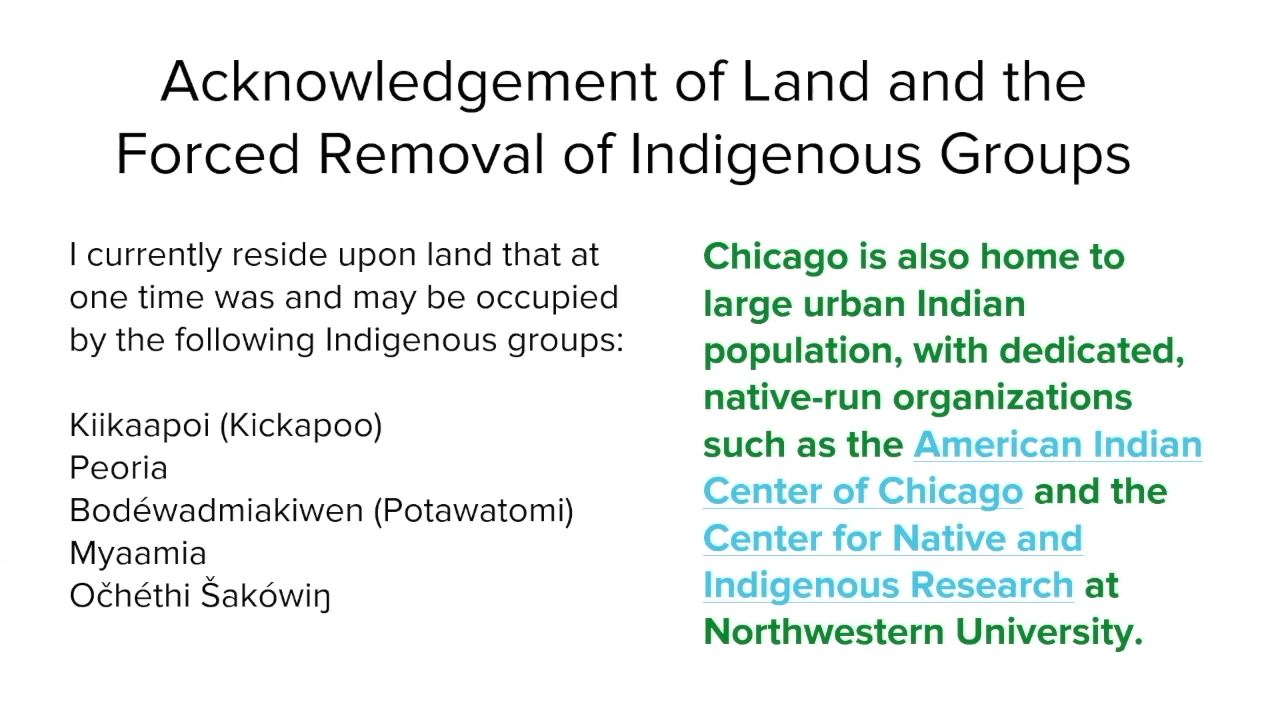 Acknowledgement of Land and the
Forced Removal of Indigenous Groups
I currently reside upon land that at
one time was and may be occupied
by the following Indigenous groups:
Kiikaapoi (Kickapoo)
Peoria
Bodéwadmiakiwen (Potawatomi)
Myaamia
Očhéthi Šakówiŋ
Chicago is also home to
large urban Indian
population, with dedicated,
native-run organizations
such as the American Indian
Center of Chicago and the
Center for Native and
Indigenous Research at
Northwestern University.